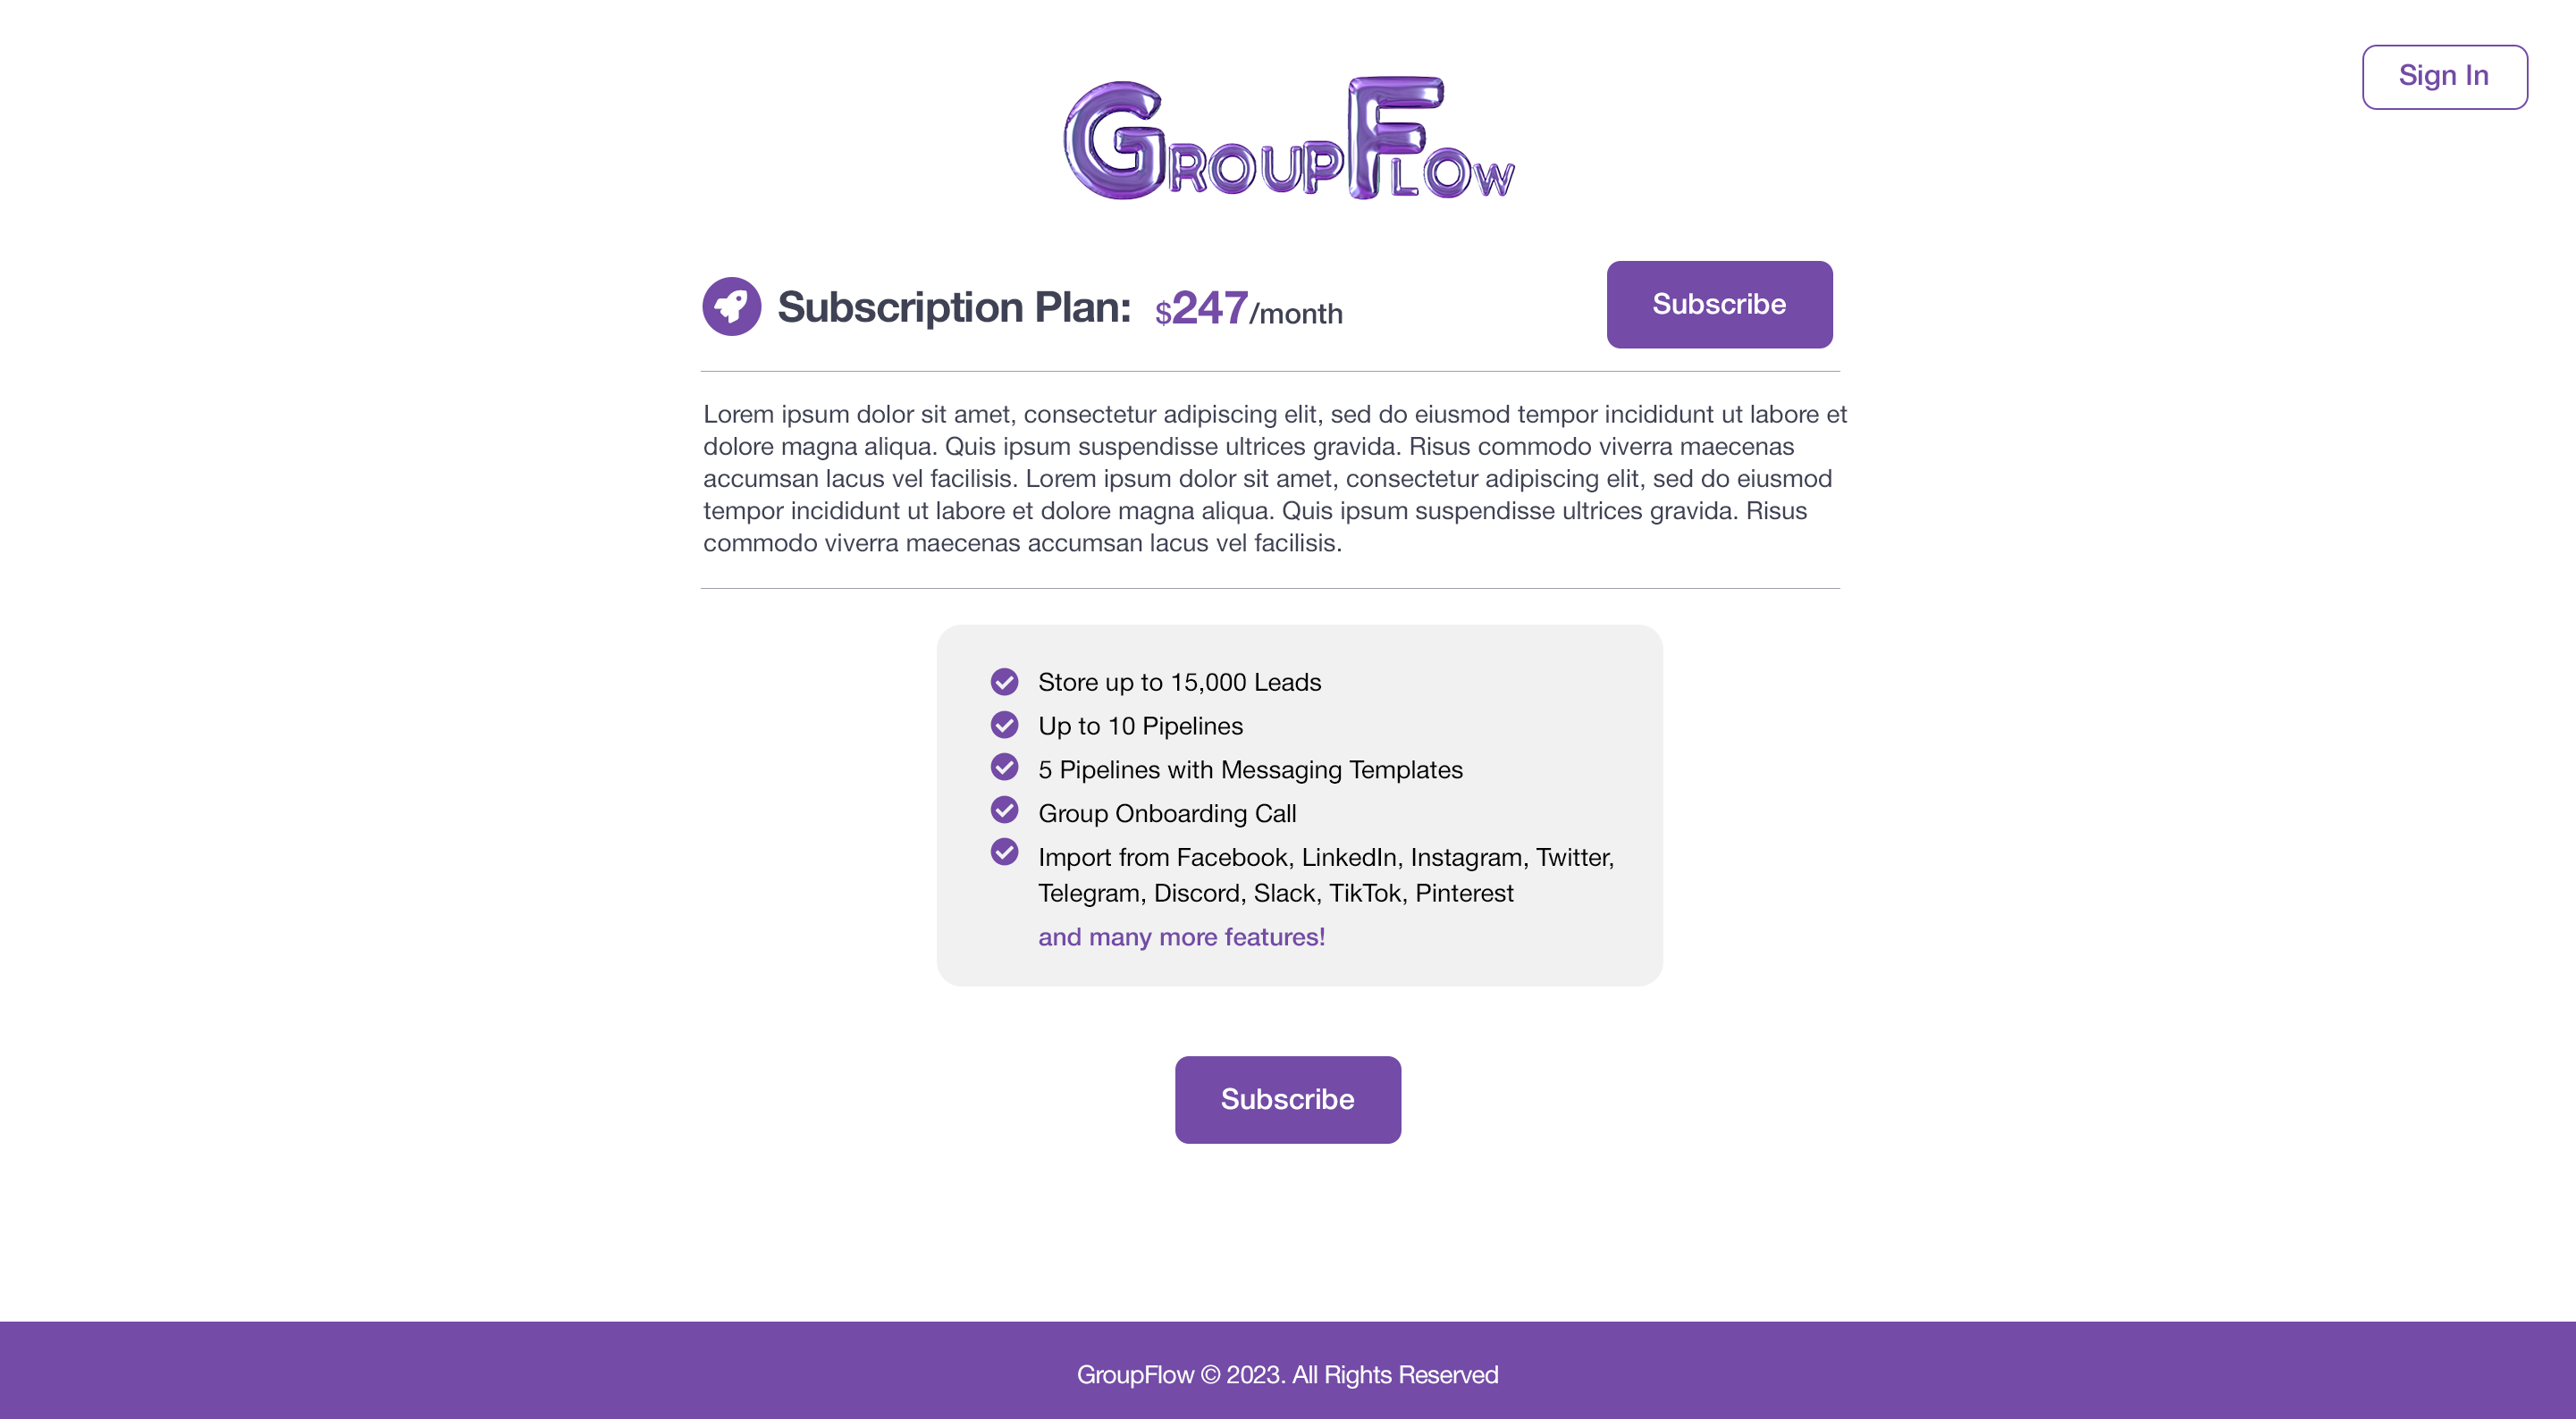 Sign In
GroupFlow
Subscription Plan: $247/month
Subscribe
Lorem ipsum dolor sit amet, consectetur adipiscing elit, sed do eiusmod tempor incididunt ut labore et
dolore magna aliqua. Quis ipsum suspendisse ultrices gravida. Risus commodo viverra maecenas
accumsan lacus vel facilisis. Lorem ipsum dolor sit amet, consectetur adipiscing elit, sed do eiusmod
tempor incididunt ut labore et dolore magna aliqua. Quis ipsum suspendisse ultrices gravida. Risus
commodo viverra maecenas accumsan lacus vel facilisis.
Store up to 15,000 Leads
Up to 10 Pipelines
5 Pipelines with Messaging Templates
Group Onboarding Call
Import from Facebook, LinkedIn, Instagram, Twitter,
Telegram, Discord, Slack, TikTok, Pinterest
and many more features!
Subscribe
GroupFlow © 2023. All Rights Reserved